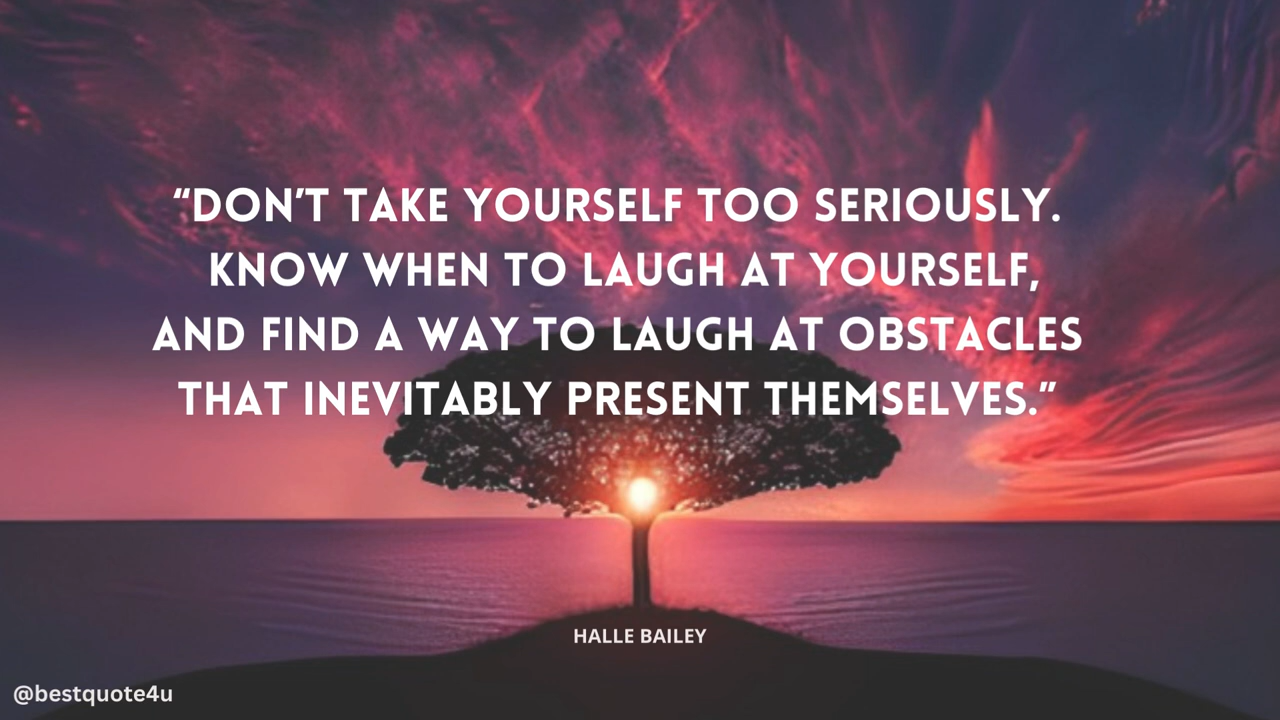 “DON’T TAKE YOURSELF TOO SERIOUSLY.
KNOW WHEN TO LAUGH AT YOURSELF,
AND FIND A WAY TO LAUGH AT OBSTACLES
THAT INEVITABLY PRESENT THEMSELVES.”
HALLE BAILEY
@bestquote4u